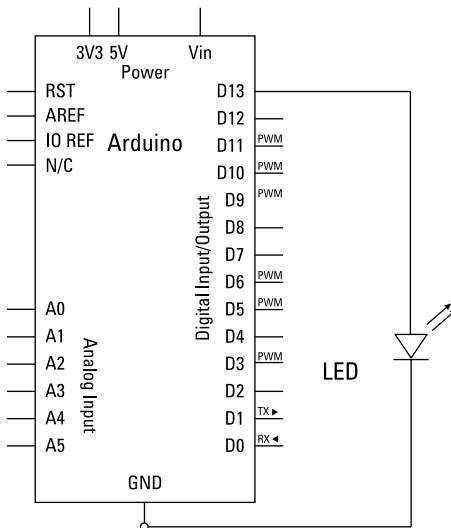 3V3 5V Vin
Power
RST
AREF
IO REF
N/C
Arduino
A0
A1
A2
A3
A4
A5
Analog Input
Digital Input/Output
D13
D12
D11 PWM
D10 PWM
D9 PWM
D8
D7
D6 PWM
D5 PWM
D4
D3 PWM
D2
D1 TX ▶
D0 RX ◀
GND
LED